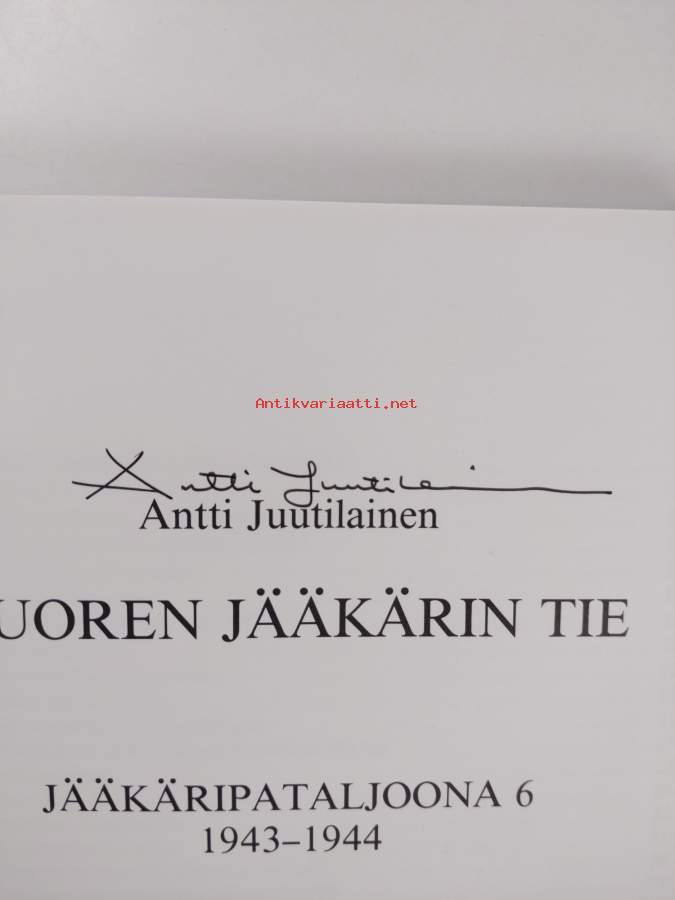 Antikvariaatti.net
Antti Juutilainen
Antti Juutilainen
UOREN JÄÄKÄRIN TIE
JÄÄKÄRIPATALJOONA 6
1943–1944